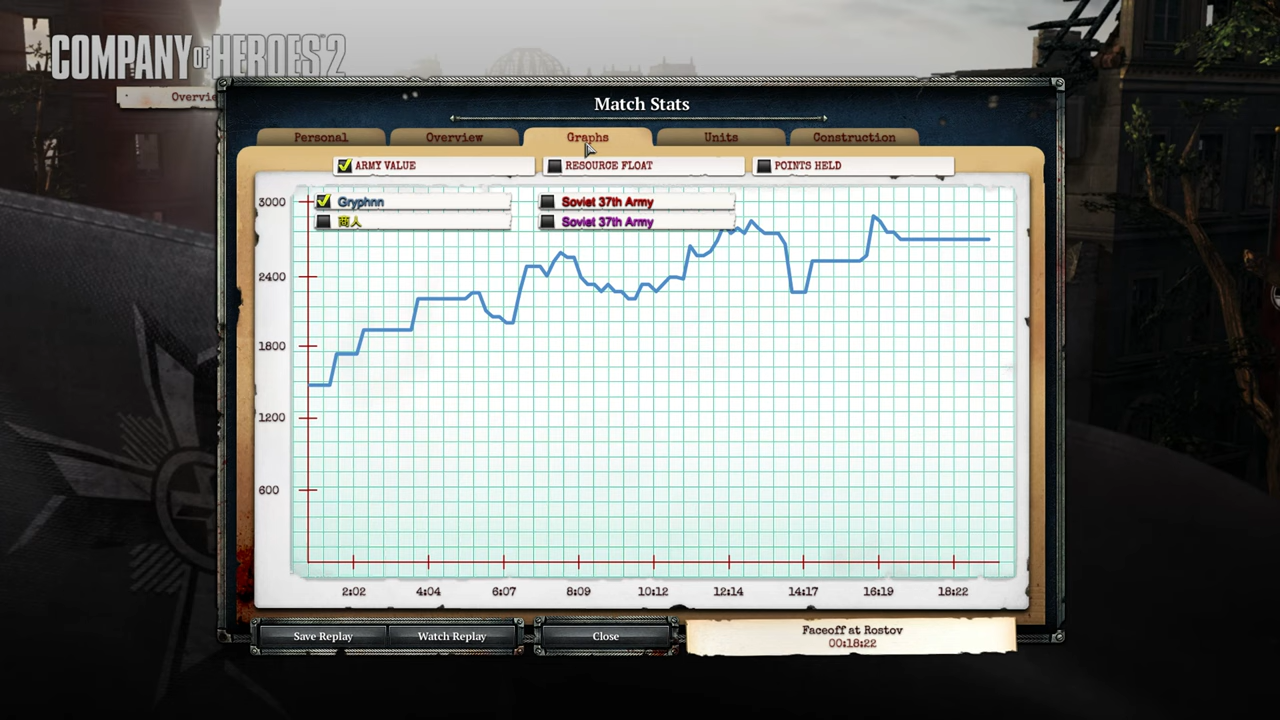 COMPANY OF HEROES 2
Overvie
Match Stats
Personal
Overview
Graphs
Units
Construction
ARMY VALUE
RESOURCE FLOAT
POINTS HELD
Gryphnn
Soviet 37th Army
商人
Soviet 37th Army
3000
2400
1800
1200
600
2:02
4:04
6:07
8:09
10:12
12:14
14:17
16:19
18:22
Save Replay
Watch Replay
Close
Faceoff at Rostov
00:18:22